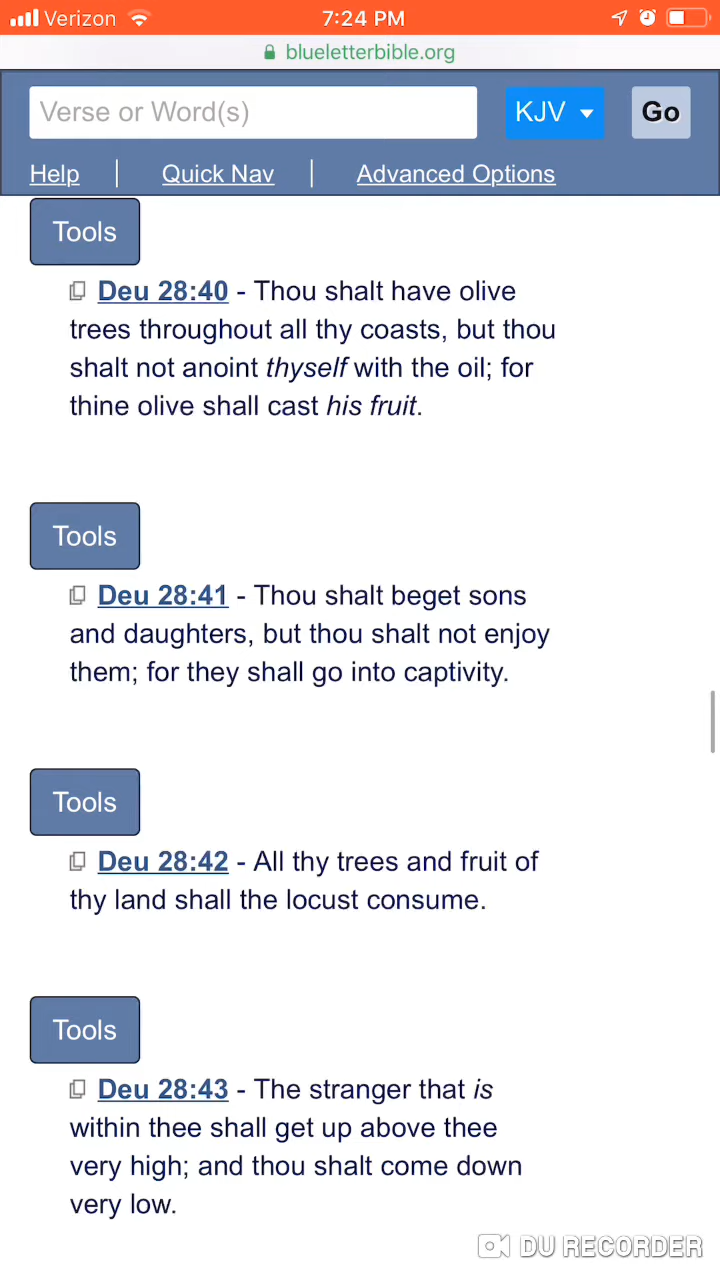 Verizon 7:24 PM
blueletterbible.org
Verse or Word(s) KJV Go
Help | Quick Nav | Advanced Options
Tools
Deu 28:40 - Thou shalt have olive
trees throughout all thy coasts, but thou
shalt not anoint thyself with the oil; for
thine olive shall cast his fruit.
Tools
Deu 28:41 - Thou shalt beget sons
and daughters, but thou shalt not enjoy
them; for they shall go into captivity.
Tools
Deu 28:42 - All thy trees and fruit of
thy land shall the locust consume.
Tools
Deu 28:43 - The stranger that is
within thee shall get up above thee
very high; and thou shalt come down
very low.
DU RECORDER